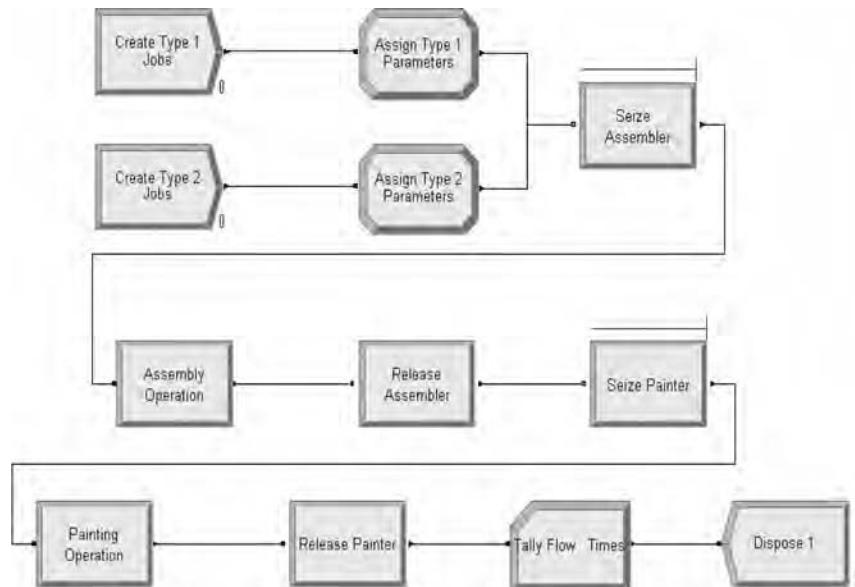 Create Type 1
Jobs
0
Assign Type 1
Parameters
Seize
Assembler
Create Type 2
Jobs
0
Assign Type 2
Parameters
Assembly
Operation
Release
Assembler
Seize Painter
Painting
Operation
Release Painter
Tally Flow Times
Dispose 1